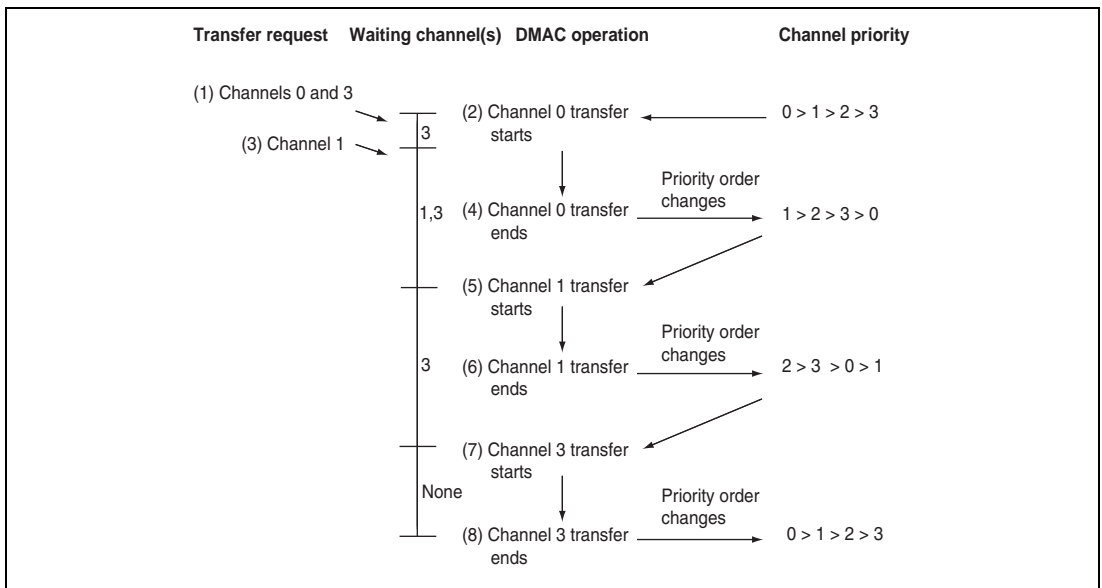 Transfer request Waiting channel(s) DMAC operation Channel priority
(1) Channels 0 and 3
(2) Channel 0 transfer
starts
0 > 1 > 2 > 3
3
(3) Channel 1
Priority order
changes
1,3
(4) Channel 0 transfer
ends
1 > 2 > 3 > 0
(5) Channel 1 transfer
starts
Priority order
changes
3
(6) Channel 1 transfer
ends
2 > 3 > 0 > 1
(7) Channel 3 transfer
starts
None
Priority order
changes
(8) Channel 3 transfer
ends
0 > 1 > 2 > 3